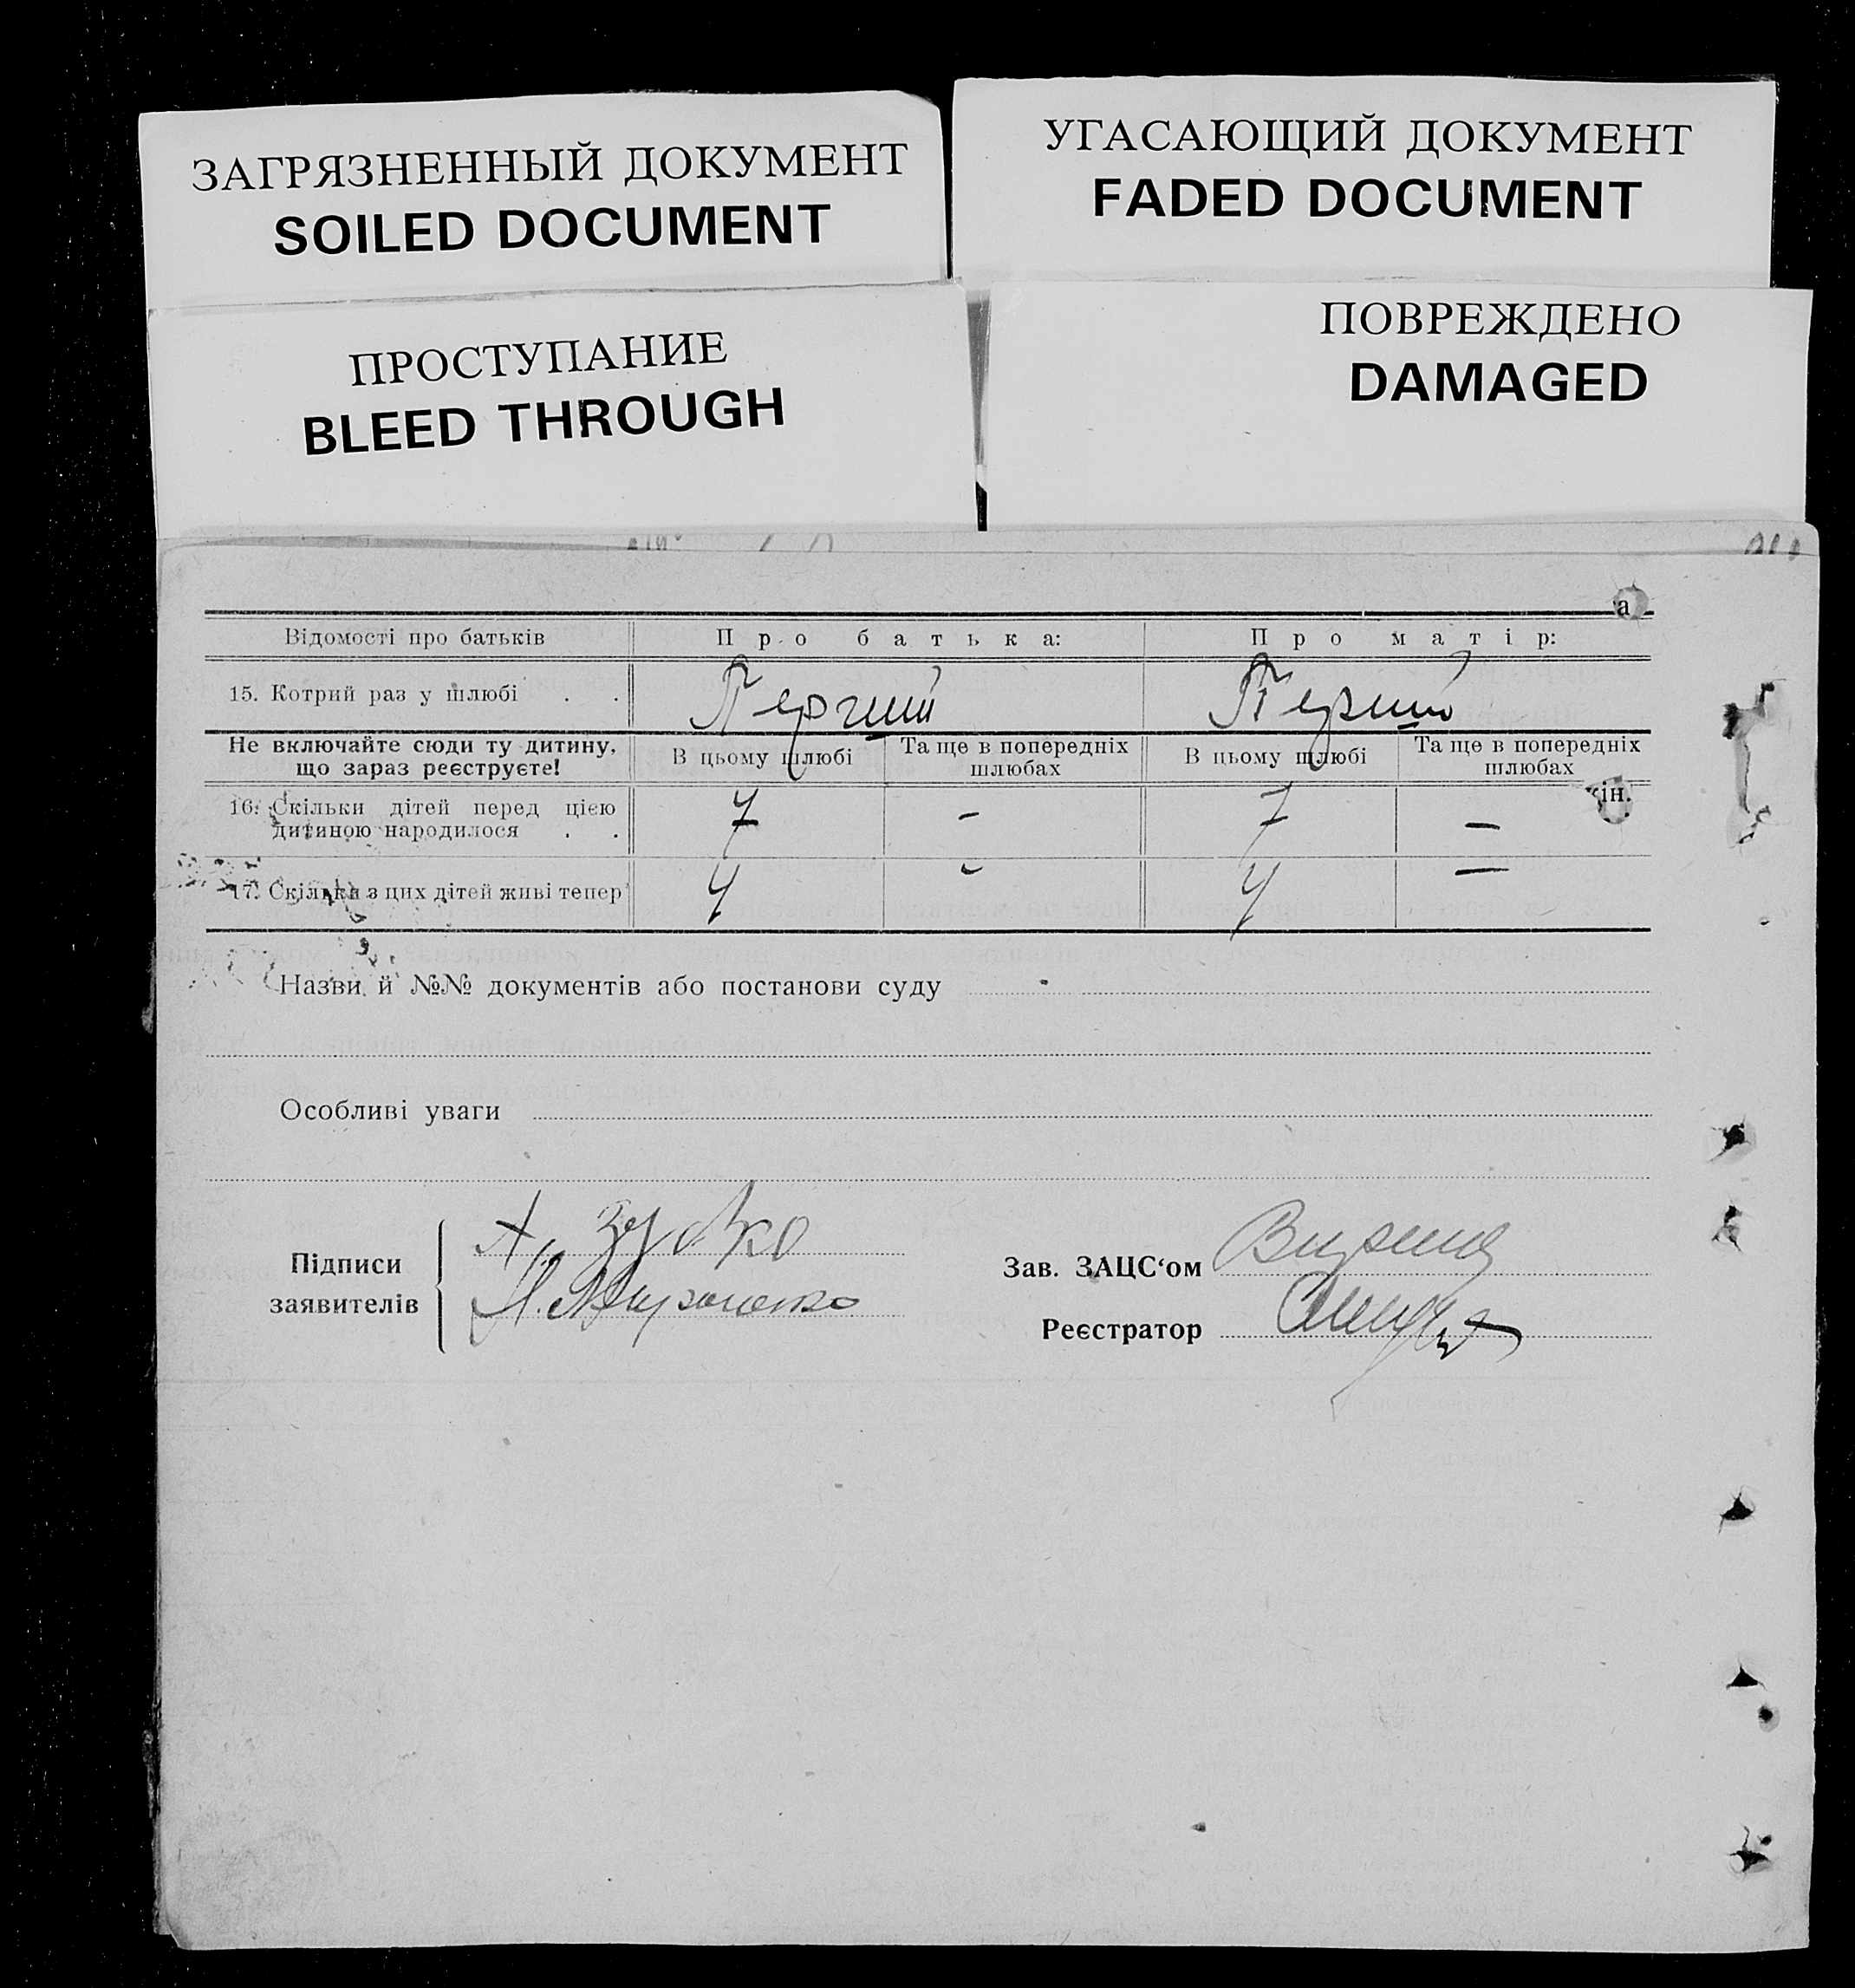 ЗАГРЯЗНЕННЫЙ ДОКУМЕНТ
SOILED DOCUMENT
УГАСАЮЩИЙ ДОКУМЕНТ
FADED DOCUMENT
ПРОСТУПАНИЕ
BLEED THROUGH
ПОВРЕЖДЕНО
DAMAGED
а
Відомості про батьків Про батька: Про матір:
15. Котрий раз у шлюбі . . Перший Перший
Не включайте сюди ту дитину,
що зараз реєструєте!
В цьому шлюбі
Та ще в попередніх
шлюбах
В цьому шлюбі
Та ще в попередніх
шлюбах
кін.
16. Скільки дітей перед цією
дитиною народилося . . 7 - 7 —
17. Скільки з цих дітей живі тепер 4 - 4 —
Назви й №№ документів або постанови суду
Особливі уваги
Підписи
заявителів
А. Зубко
Зав. ЗАЦС‘ом
Реєстратор